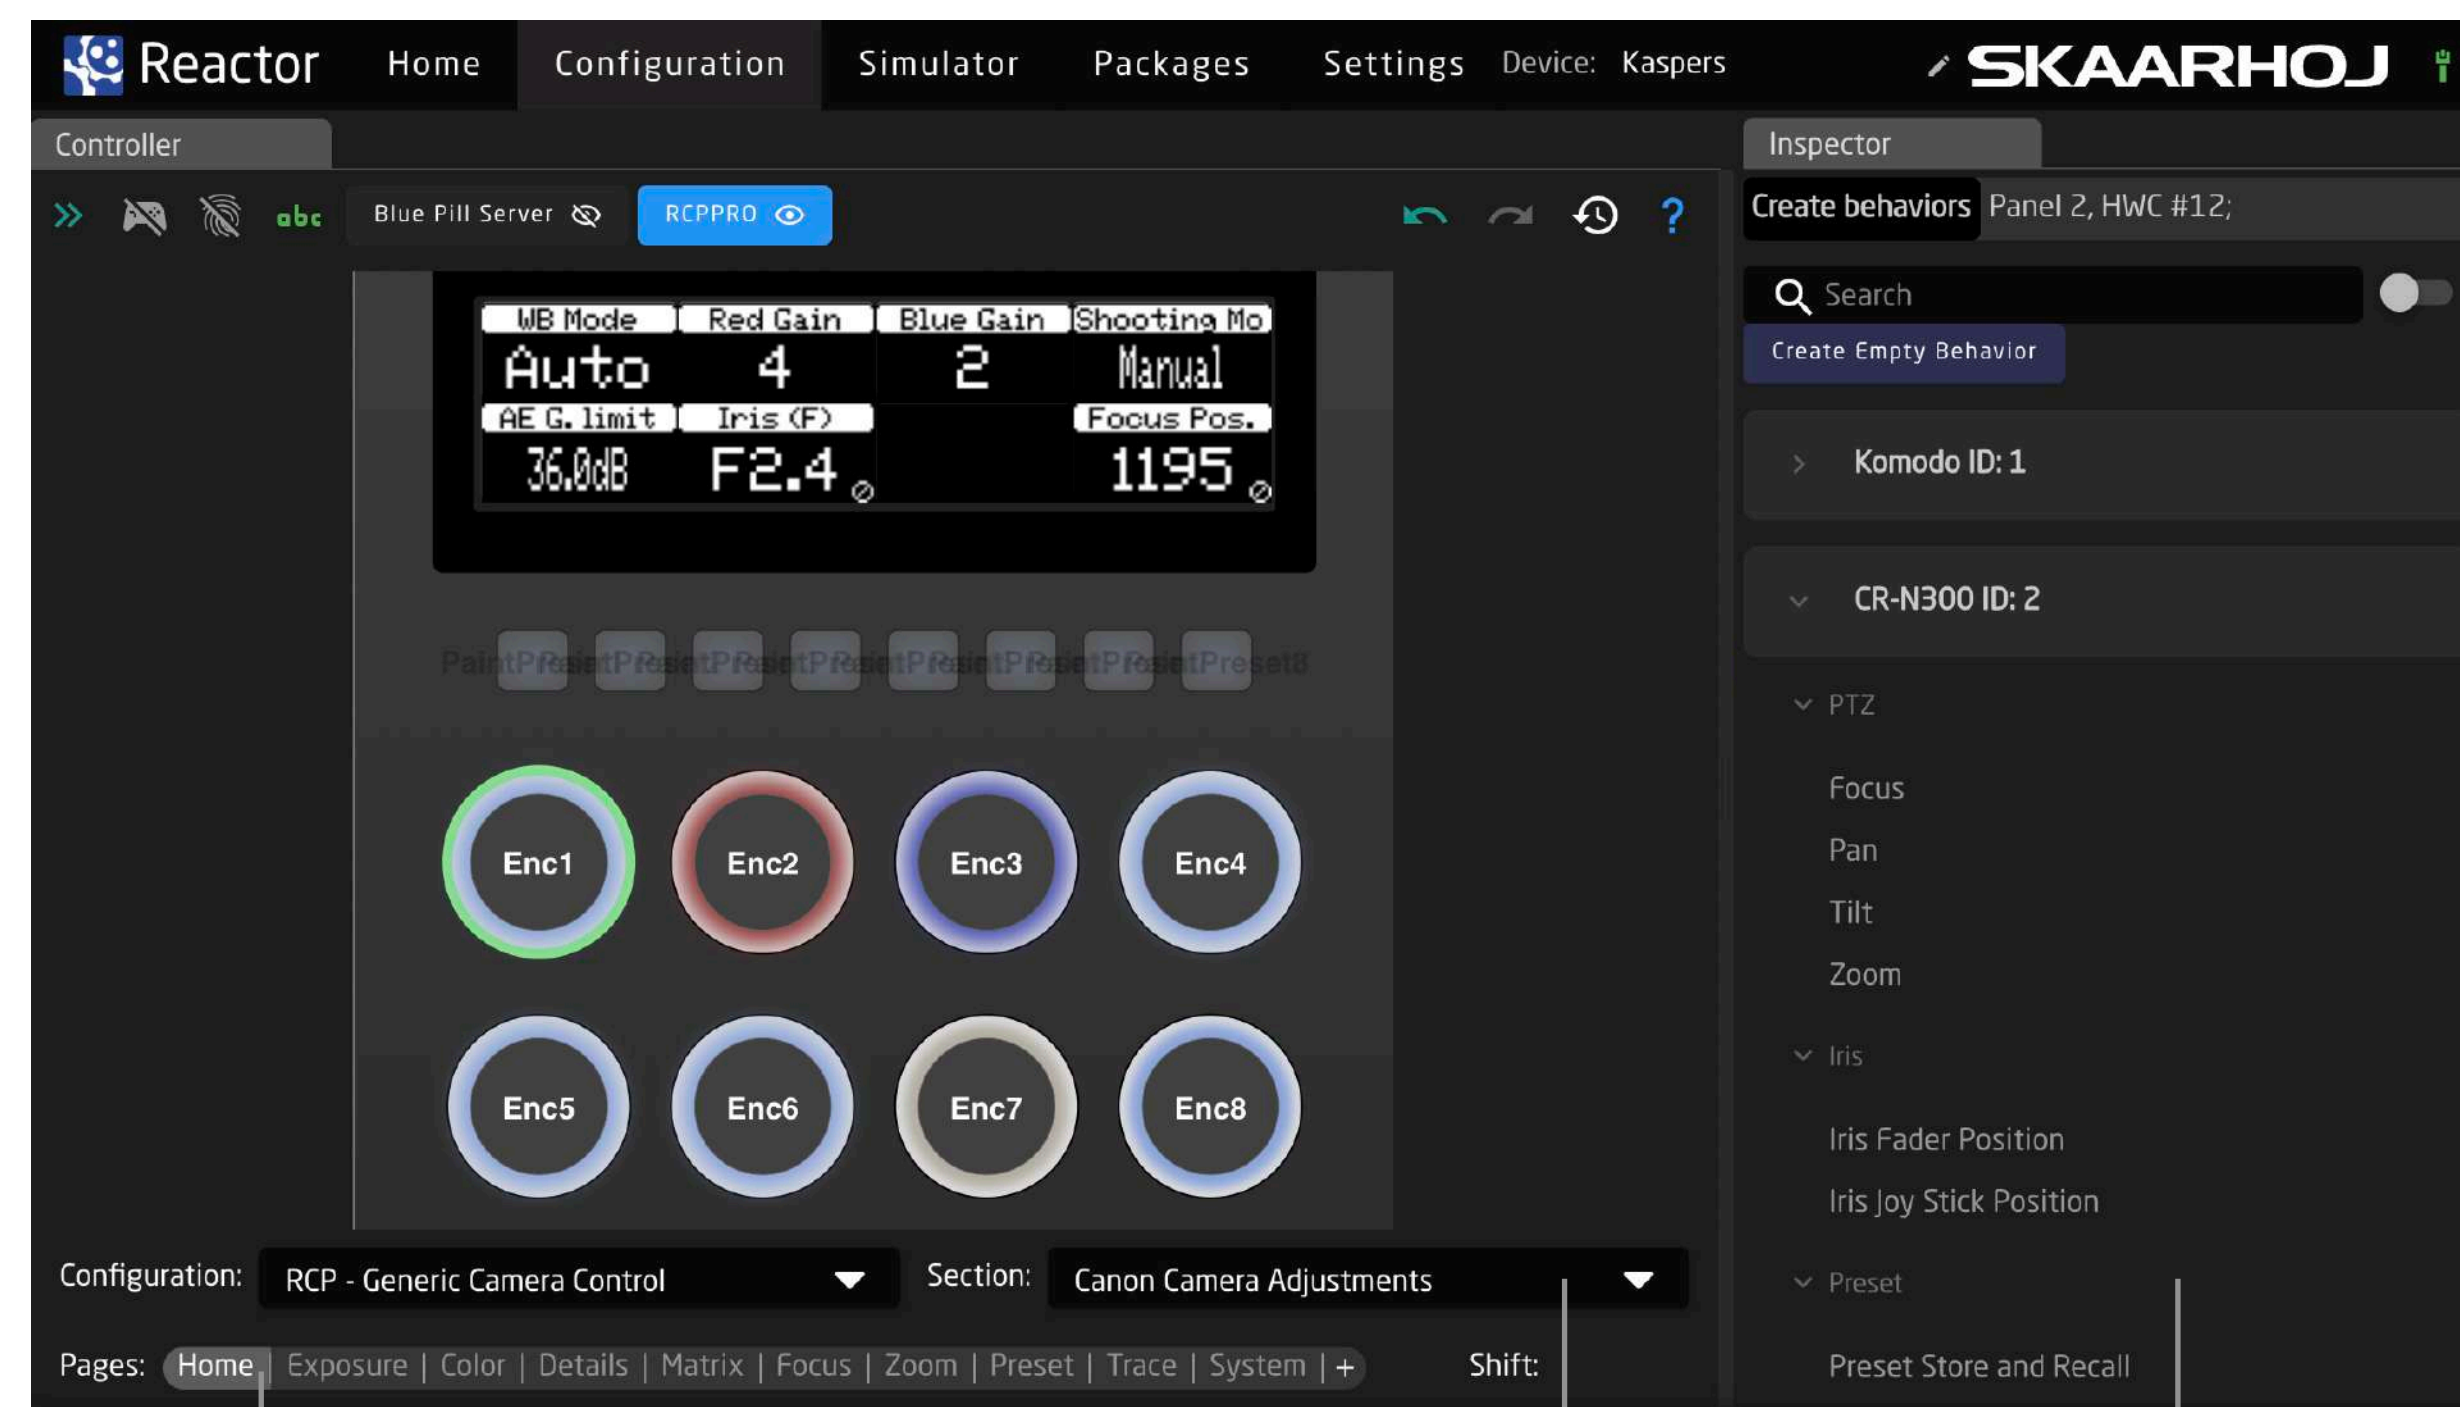 Reactor Home Configuration Simulator Packages Settings Device: Kaspers SKAARHOJ
Controller
abc Blue Pill Server RCPPRO ?
WB Mode Red Gain Blue Gain Shooting Mo
Auto 4 2 Manual
AE G. limit Iris (F) Focus Pos.
36.0dB F2.4 1195
Enc1 Enc2 Enc3 Enc4
Enc5 Enc6 Enc7 Enc8
Configuration: RCP - Generic Camera Control Section: Canon Camera Adjustments
Pages: Home | Exposure | Color | Details | Matrix | Focus | Zoom | Preset | Trace | System | + Shift:
Inspector
Create behaviors Panel 2, HWC #12;
Search
Create Empty Behavior
Komodo ID: 1
CR-N300 ID: 2
PTZ
Focus
Pan
Tilt
Zoom
Iris
Iris Fader Position
Iris Joy Stick Position
Preset
Preset Store and Recall